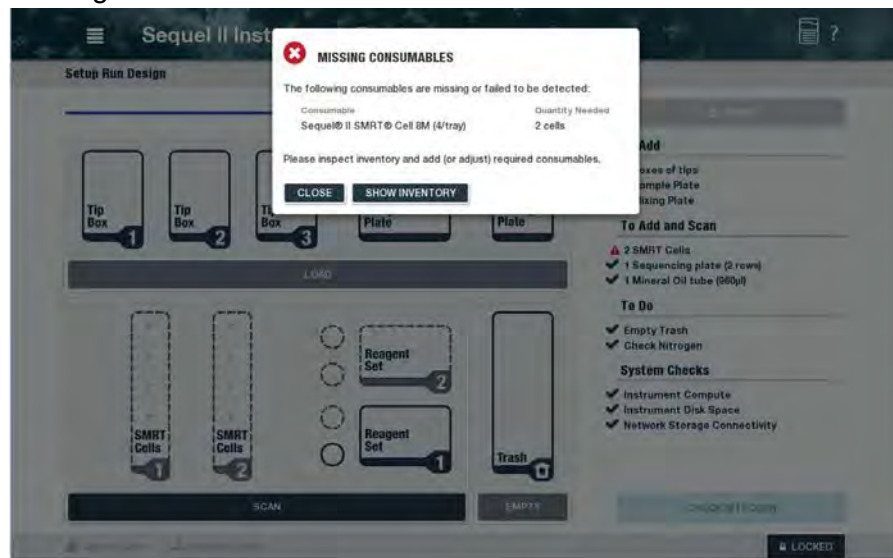 Sequel II Inst
?
Setup Run Design
MISSING CONSUMABLES
The following consumables are missing or failed to be detected:
Consumable Quantity Needed
Sequel® II SMRT® Cell 8M (4/tray) 2 cells
Please inspect inventory and add (or adjust) required consumables.
CLOSE SHOW INVENTORY
Tip Box 1
Tip Box 2
Box 3
Plate
Plate
LOAD
SMRT Cells 1
SMRT Cells 2
Reagent Set 2
Reagent Set 1
Trash
SCAN
EMPTY
Add
oxes of tips
ample Plate
ixing Plate
To Add and Scan
2 SMRT Cells
1 Sequencing plate (2 rows)
1 Mineral Oil tube (960µl)
To Do
Empty Trash
Check Nitrogen
System Checks
Instrument Compute
Instrument Disk Space
Network Storage Connectivity
LOCKED